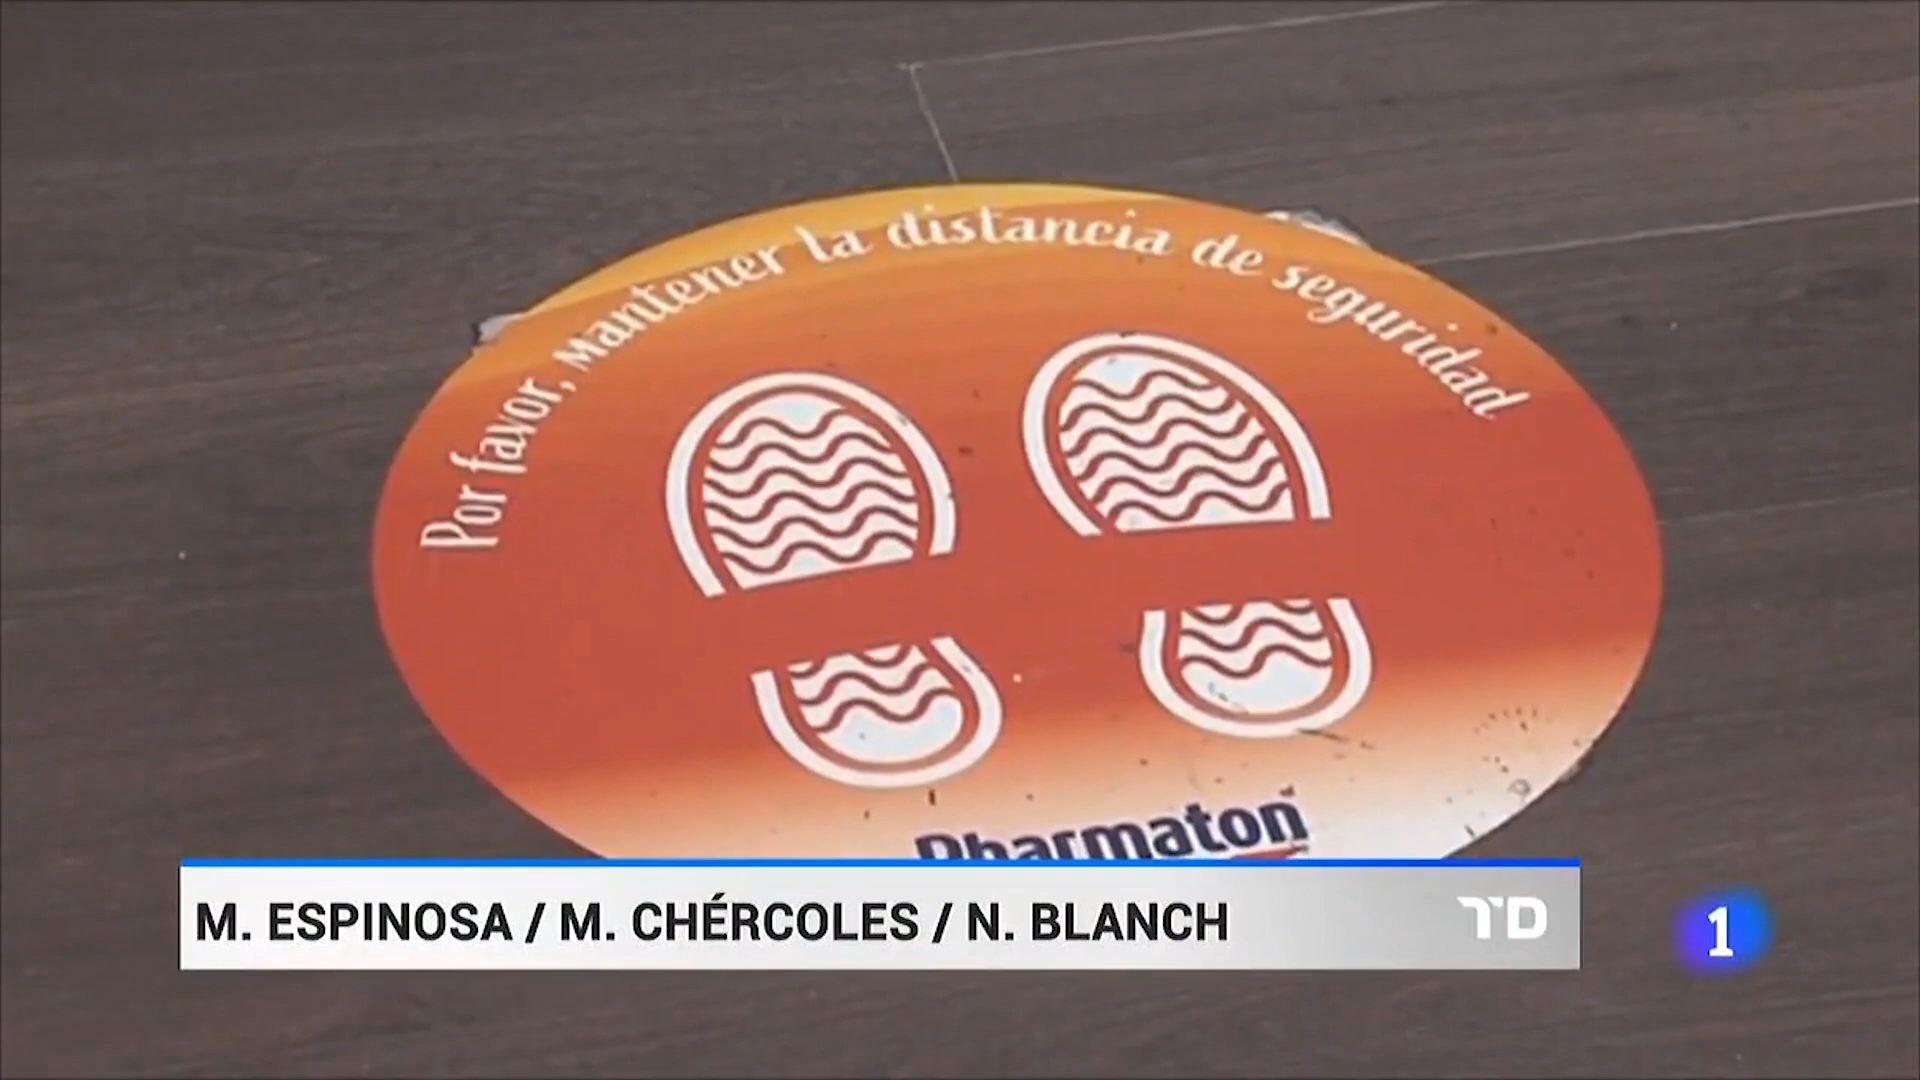 Por favor, Mantener la distancia de seguridad
Pharmaton
M. ESPINOSA / M. CHÉRCOLES / N. BLANCH
TD
1